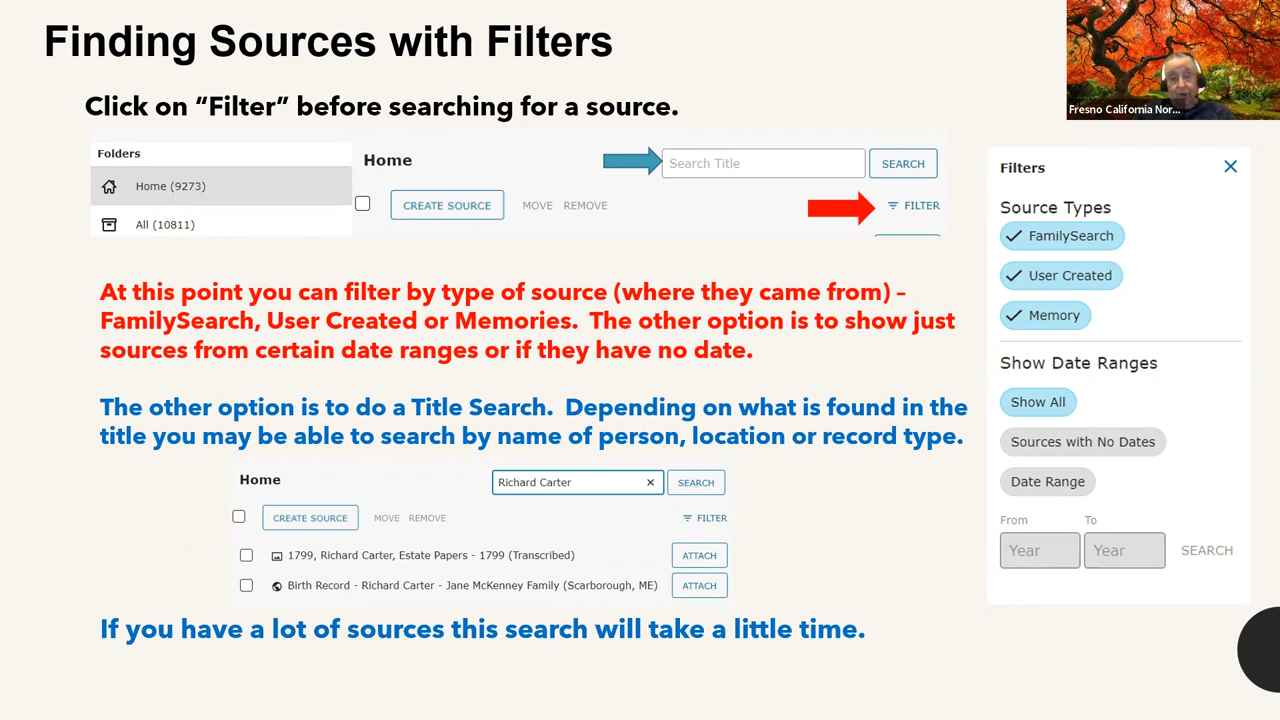 Finding Sources with Filters
Fresno California Nor...
Click on “Filter” before searching for a source.
Folders
Home (9273)
All (10811)
Home
Search Title
SEARCH
CREATE SOURCE
MOVE
REMOVE
FILTER
At this point you can filter by type of source (where they came from) –
FamilySearch, User Created or Memories.  The other option is to show just
sources from certain date ranges or if they have no date.
The other option is to do a Title Search.  Depending on what is found in the
title you may be able to search by name of person, location or record type.
Home
Richard Carter
SEARCH
CREATE SOURCE
MOVE
REMOVE
FILTER
1799, Richard Carter, Estate Papers - 1799 (Transcribed)
ATTACH
Birth Record - Richard Carter - Jane McKenney Family (Scarborough, ME)
ATTACH
If you have a lot of sources this search will take a little time.
Filters
Source Types
FamilySearch
User Created
Memory
Show Date Ranges
Show All
Sources with No Dates
Date Range
From To
Year Year SEARCH